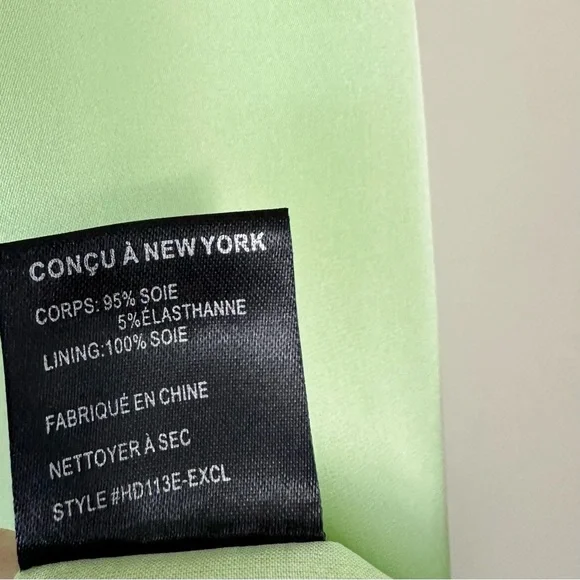 CONÇU À NEW YORK
CORPS: 95% SOIE
5%ÉLASTHANNE
LINING:100% SOIE
FABRIQUÉ EN CHINE
NETTOYER À SEC
STYLE #HD113E-EXCL